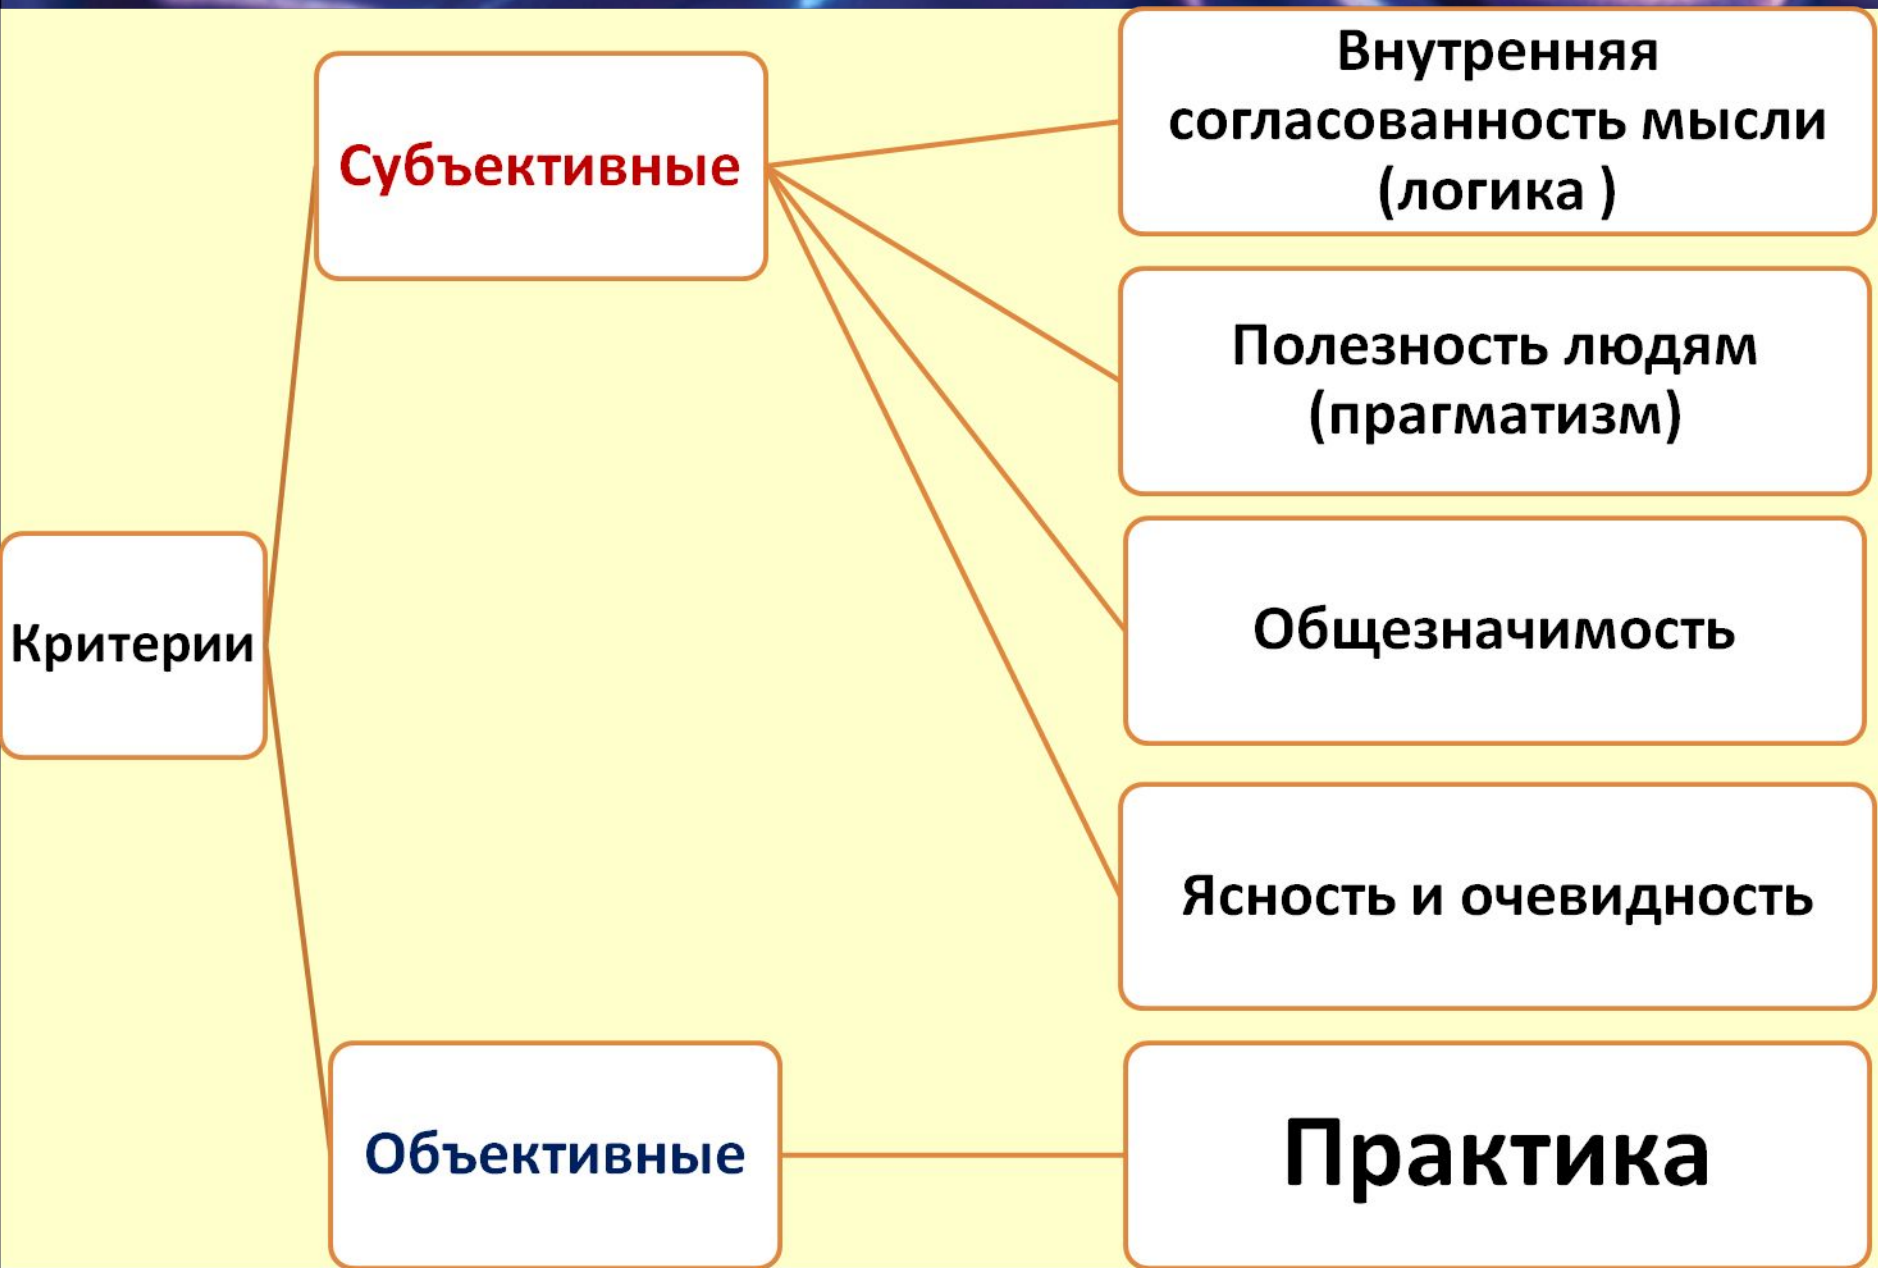 Критерии
Субъективные
Внутренняя
согласованность мысли
(логика )
Полезность людям
(прагматизм)
Общезначимость
Ясность и очевидность
Объективные
Практика